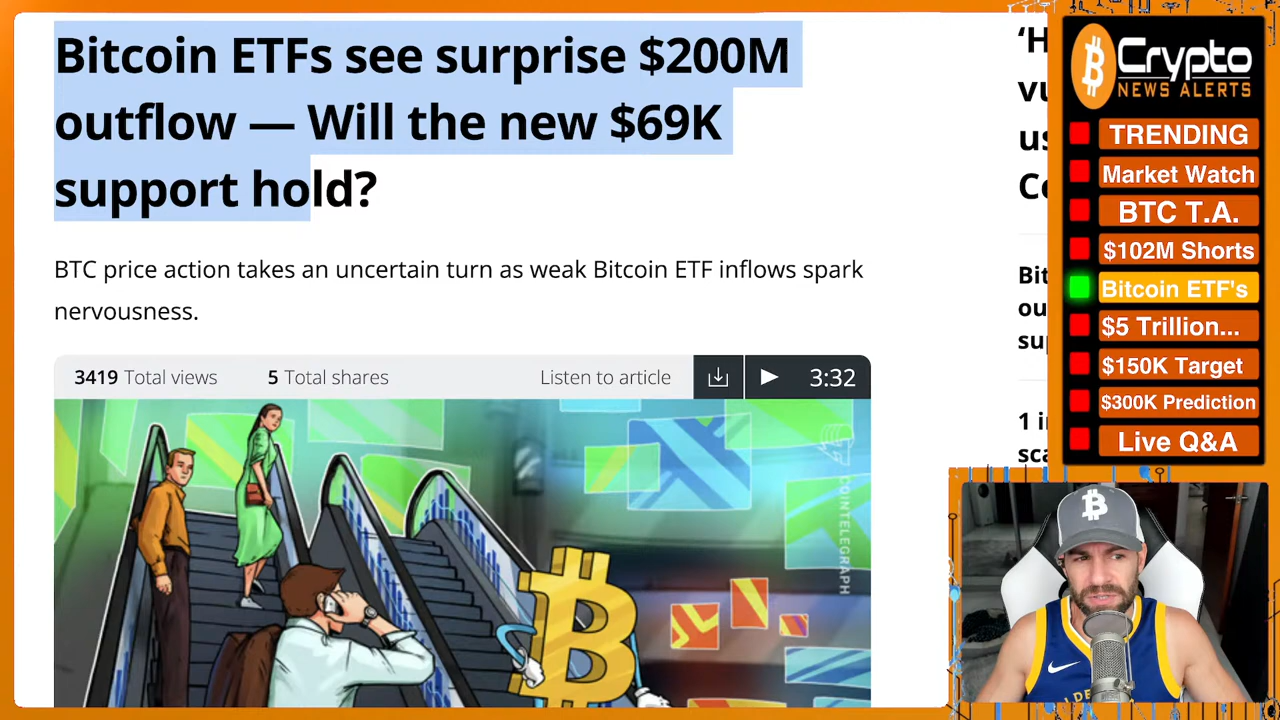 Bitcoin ETFs see surprise $200M
outflow — Will the new $69K
support hold?
BTC price action takes an uncertain turn as weak Bitcoin ETF inflows spark
nervousness.
3419 Total views
5 Total shares
Listen to article
3:32
COINTELEGRAPH
Crypto
NEWS ALERTS
TRENDING
Market Watch
BTC T.A.
$102M Shorts
Bitcoin ETF's
$5 Trillion...
$150K Target
$300K Prediction
Live Q&A